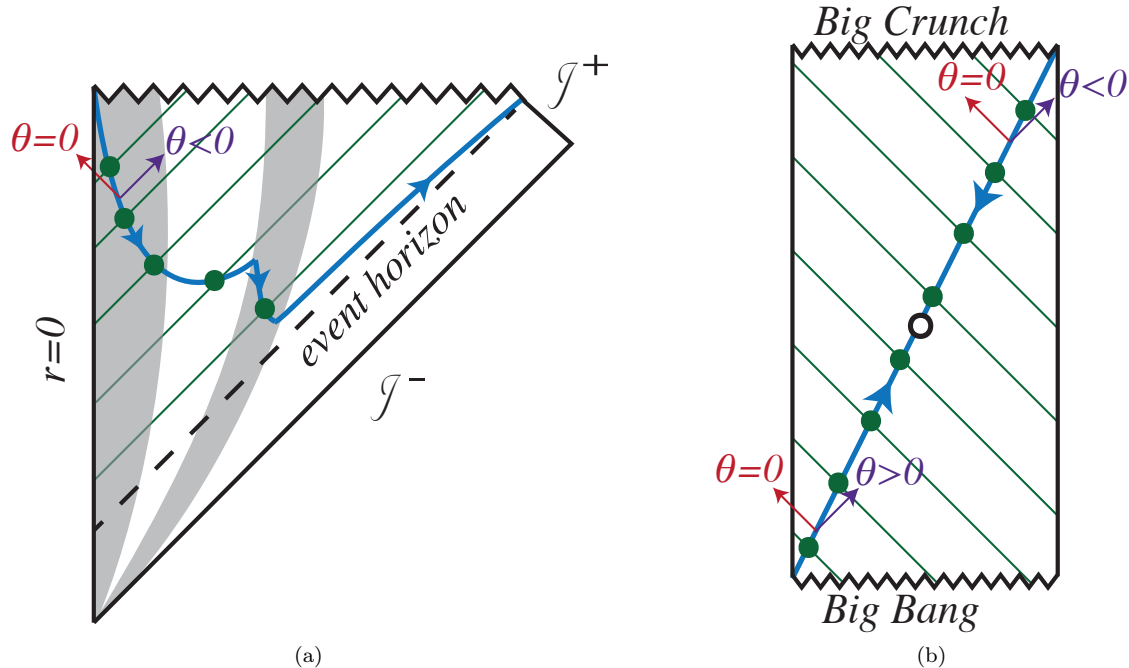 Big Crunch
𝒥+
θ=0
θ<0
θ=0
θ<0
event horizon
r=0
𝒥−
θ=0
θ>0
Big Bang
(a)
(b)